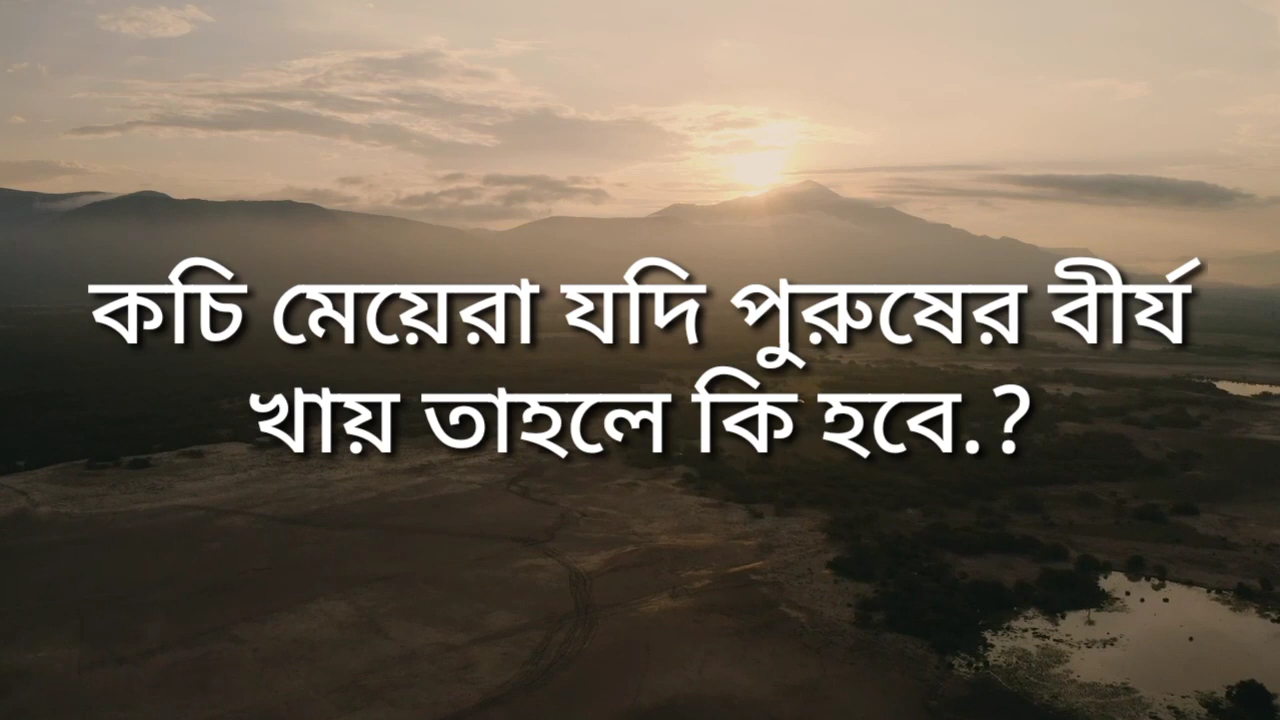 কচি মেয়েরা যদি পুরুষের বীর্য
খায় তাহলে কি হবে.?